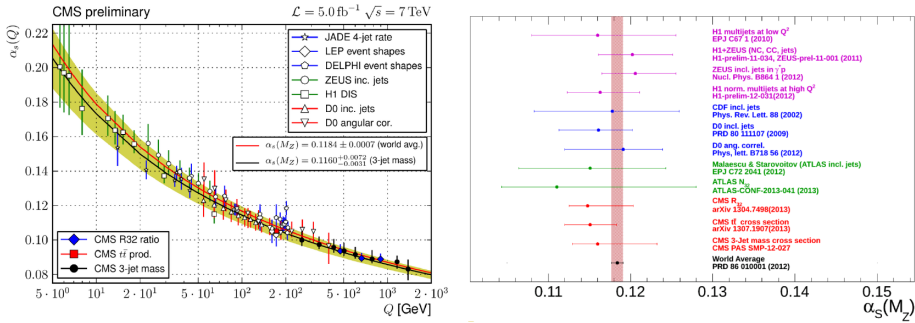 CMS preliminary
ℒ = 5.0 fb⁻¹ √s = 7 TeV
αₛ(Q)
0.22
0.20
0.18
0.16
0.14
0.12
0.10
0.08
JADE 4-jet rate
LEP event shapes
DELPHI event shapes
ZEUS inc. jets
H1 DIS
D0 inc. jets
D0 angular cor.
αₛ(M_Z) = 0.1184 ± 0.0007 (world avg.)
αₛ(M_Z) = 0.1160 +0.0072 −0.0031 (3-jet mass)
CMS R32 ratio
CMS tt̄ prod.
CMS 3-jet mass
5 · 10⁰ 10¹ 2 · 10¹ 5 · 10¹ 10² 2 · 10² 5 · 10² 10³ 2 · 10³
Q [GeV]
H1 multijets at low Q²
EPJ C67 1 (2010)
H1+ZEUS (NC, CC, jets)
H1-prelim-11-034, ZEUS-prel-11-001 (2011)
ZEUS incl. jets in γp
Nucl. Phys. B864 1 (2012)
H1 norm. multijets at high Q²
H1-prelim-12-031(2012)
CDF incl. jets
Phys. Rev. Lett. 88 (2002)
D0 incl. jets
PRD 80 111107 (2009)
D0 ang. correl.
Phys, lett. B718 56 (2012)
Malaescu & Starovoitov (ATLAS incl. jets)
EPJ C72 2041 (2012)
ATLAS N₃₂
ATLAS-CONF-2013-041 (2013)
CMS R₃₂
arXiv 1304.7498(2013)
CMS tt̄ cross section
arXiv 1307.1907(2013)
CMS 3-Jet mass cross section
CMS PAS SMP-12-027
World Average
PRD 86 010001 (2012)
0.11 0.12 0.13 0.14 0.15
α_S(M_Z)